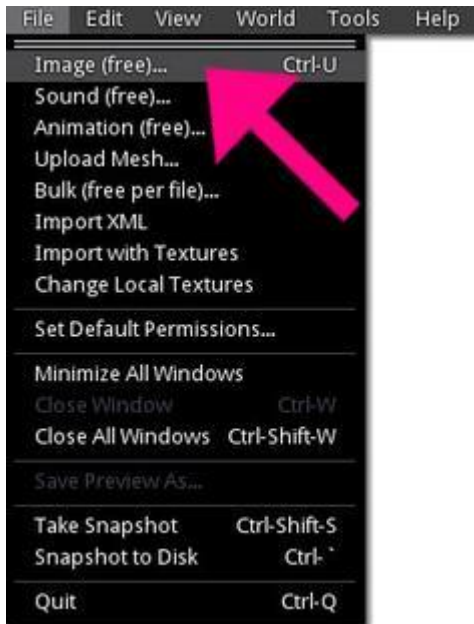 File Edit View World Tools Help
Image (free)... Ctrl-U
Sound (free)...
Animation (free)...
Upload Mesh...
Bulk (free per file)...
Import XML
Import with Textures
Change Local Textures
Set Default Permissions...
Minimize All Windows
Close Window Ctrl-W
Close All Windows Ctrl-Shift-W
Save Preview As...
Take Snapshot Ctrl-Shift-S
Snapshot to Disk Ctrl-`
Quit Ctrl-Q